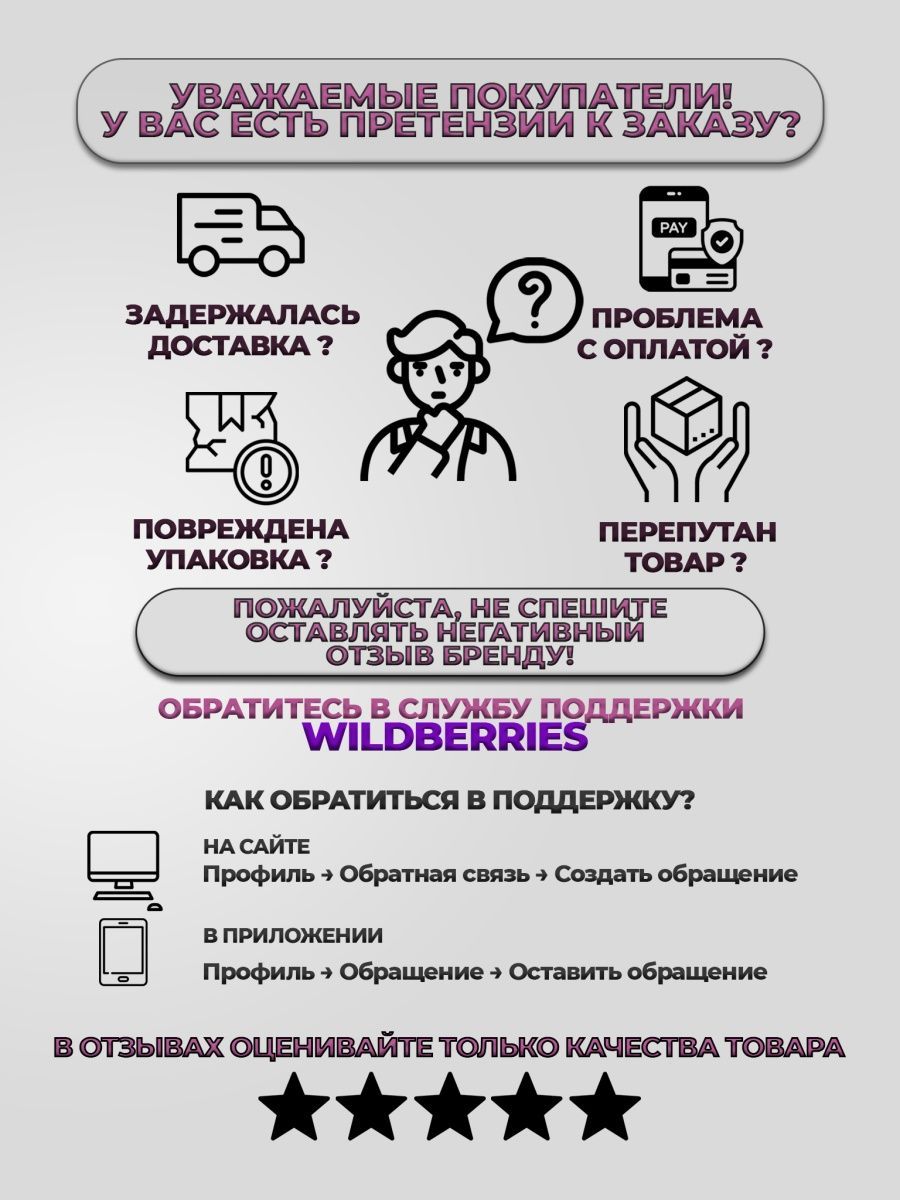 УВАЖАЕМЫЕ ПОКУПАТЕЛИ!
У ВАС ЕСТЬ ПРЕТЕНЗИИ К ЗАКАЗУ?
PAY
?
ЗАДЕРЖАЛАСЬ
ДОСТАВКА ?
ПРОБЛЕМА
С ОПЛАТОЙ ?
!
ПОВРЕЖДЕНА
УПАКОВКА ?
ПЕРЕПУТАН
ТОВАР ?
ПОЖАЛУЙСТА, НЕ СПЕШИТЕ
ОСТАВЛЯТЬ НЕГАТИВНЫЙ
ОТЗЫВ БРЕНДУ!
ОБРАТИТЕСЬ В СЛУЖБУ ПОДДЕРЖКИ
WILDBERRIES
КАК ОБРАТИТЬСЯ В ПОДДЕРЖКУ?
НА САЙТЕ
Профиль → Обратная связь → Создать обращение
В ПРИЛОЖЕНИИ
Профиль → Обращение → Оставить обращение
В ОТЗЫВАХ ОЦЕНИВАЙТЕ ТОЛЬКО КАЧЕСТВА ТОВАРА